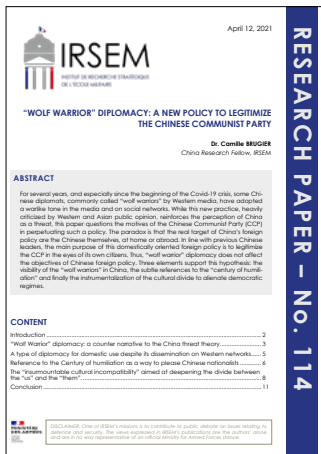 April 12, 2021
IRSEM
INSTITUT DE RECHERCHE STRATÉGIQUE
DE L'ÉCOLE MILITAIRE
"WOLF WARRIOR" DIPLOMACY: A NEW POLICY TO LEGITIMIZE
THE CHINESE COMMUNIST PARTY
Dr. Camille BRUGIER
China Research Fellow, IRSEM
ABSTRACT
For several years, and especially since the beginning of the Covid-19 crisis, some Chi-
nese diplomats, commonly called "wolf warriors" by Western media, have adopted
a warlike tone in the media and on social networks. While this new practice, heavily
criticized by Western and Asian public opinion, reinforces the perception of China
as a threat, this paper questions the motives of the Chinese Communist Party (CCP)
in perpetuating such a policy. The paradox is that the real target of China's foreign
policy are the Chinese themselves, at home or abroad. In line with previous Chinese
leaders, the main purpose of this domestically oriented foreign policy is to legitimate
the CCP in the eyes of its own citizens. Thus, "wolf warrior" diplomacy does not affect
the objectives of Chinese foreign policy. Three elements support this hypothesis: the
visibility of the "wolf warriors" in China, the subtle references to the "century of humili-
ation" and finally the instrumentalization of the cultural divide to alienate democratic
regimes.
CONTENT
Introduction 2
"Wolf Warrior" diplomacy: a counter narrative to the China threat theory 3
A type of diplomacy for domestic use despite its dissemination on Western networks 5
Reference to the Century of humiliation as a way to please Chinese nationalists 6
The "insurmountable cultural incompatibility" aimed at deepening the divide between
the "us" and the "them" 8
Conclusion 11
MINISTÈRE
DES ARMÉES
DISCLAIMER: One of IRSEM's missions is to contribute to public debate on issues relating to
defence and security. The views expressed in IRSEM's publications are the authors' alone
and are in no way representative of an official Ministry for Armed Forces stance.
RESEARCH PAPER – No. 114